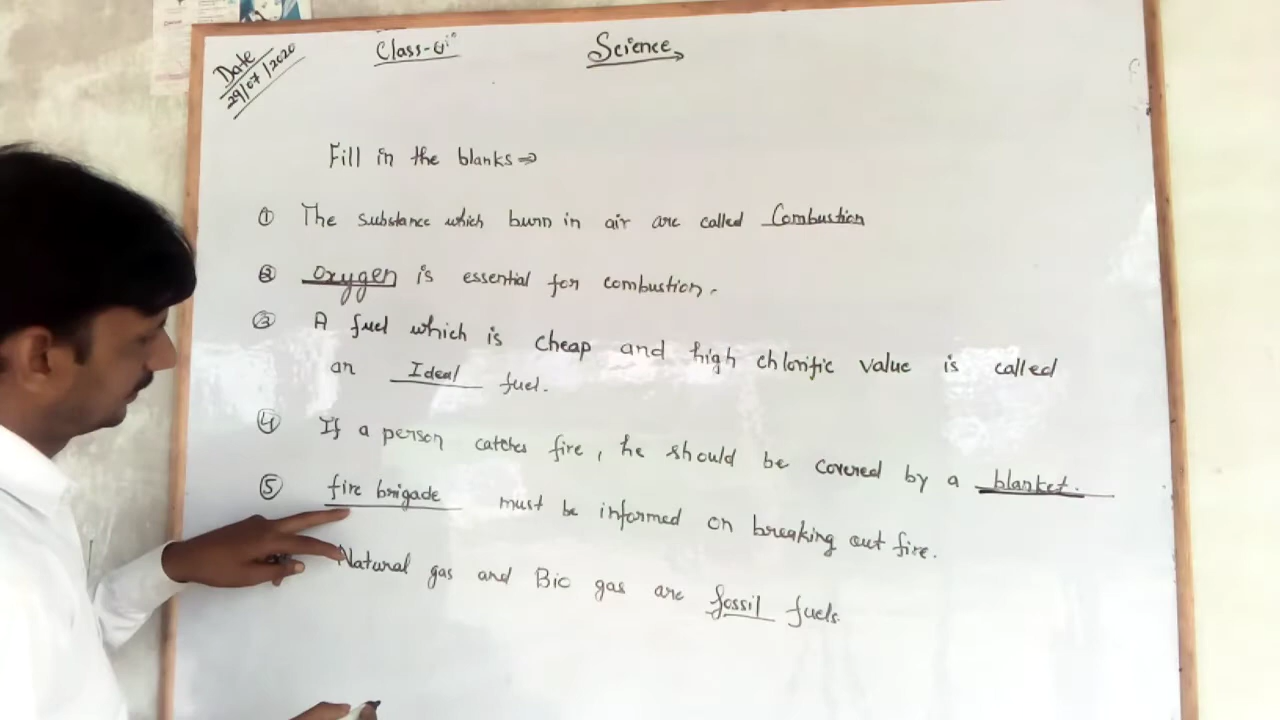 Date
29/07/2020
Class-6th
Science
Fill in the blanks ⇒
① The substance which burn in air are called Combustion
② Oxygen is essential for combustion.
③ A fuel which is cheap and high chlorific value is called
an Ideal fuel.
④ If a person catches fire, he should be covered by a blanket.
⑤ fire brigade must be informed on breaking out fire.
Natural gas and Bio gas are fossil fuels.